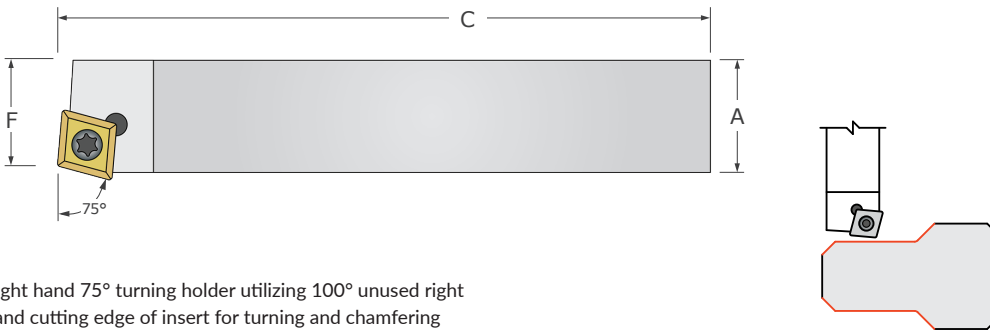 C
F
A
75°
ght hand 75° turning holder utilizing 100° unused right
and cutting edge of insert for turning and chamfering